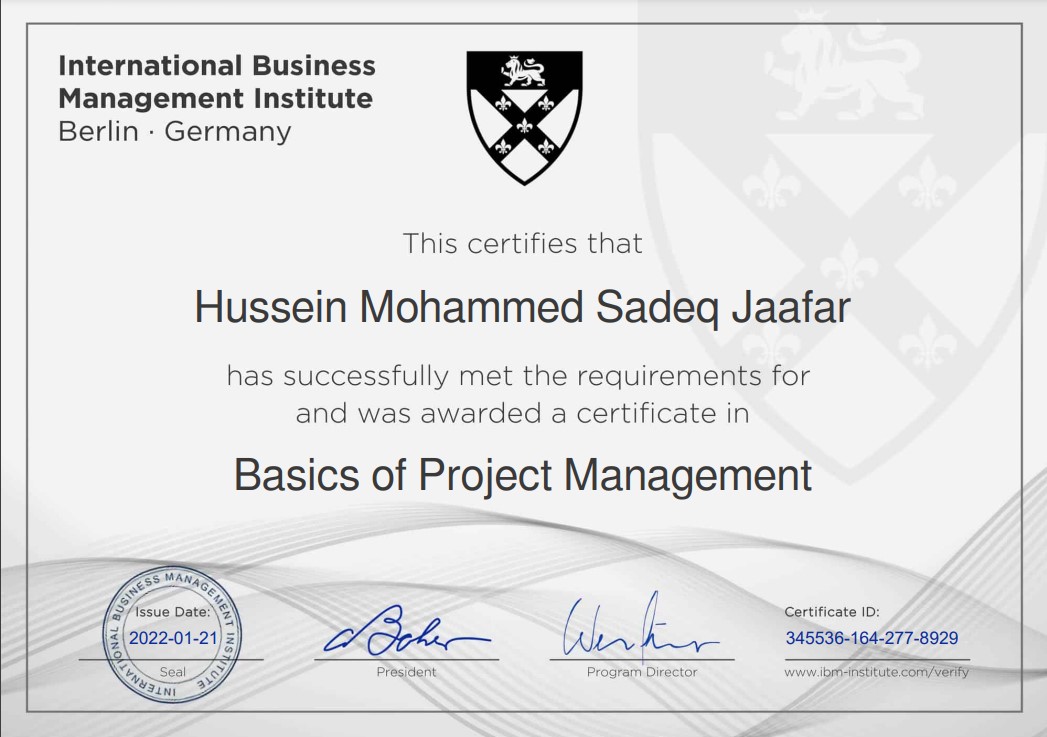 International Business
Management Institute
Berlin · Germany
This certifies that
Hussein Mohammed Sadeq Jaafar
has successfully met the requirements for
and was awarded a certificate in
Basics of Project Management
INTERNATIONAL BUSINESS MANAGEMENT INSTITUTE
Issue Date:
2022-01-21
Seal
President
Program Director
Certificate ID:
345536-164-277-8929
www.ibm-institute.com/verify